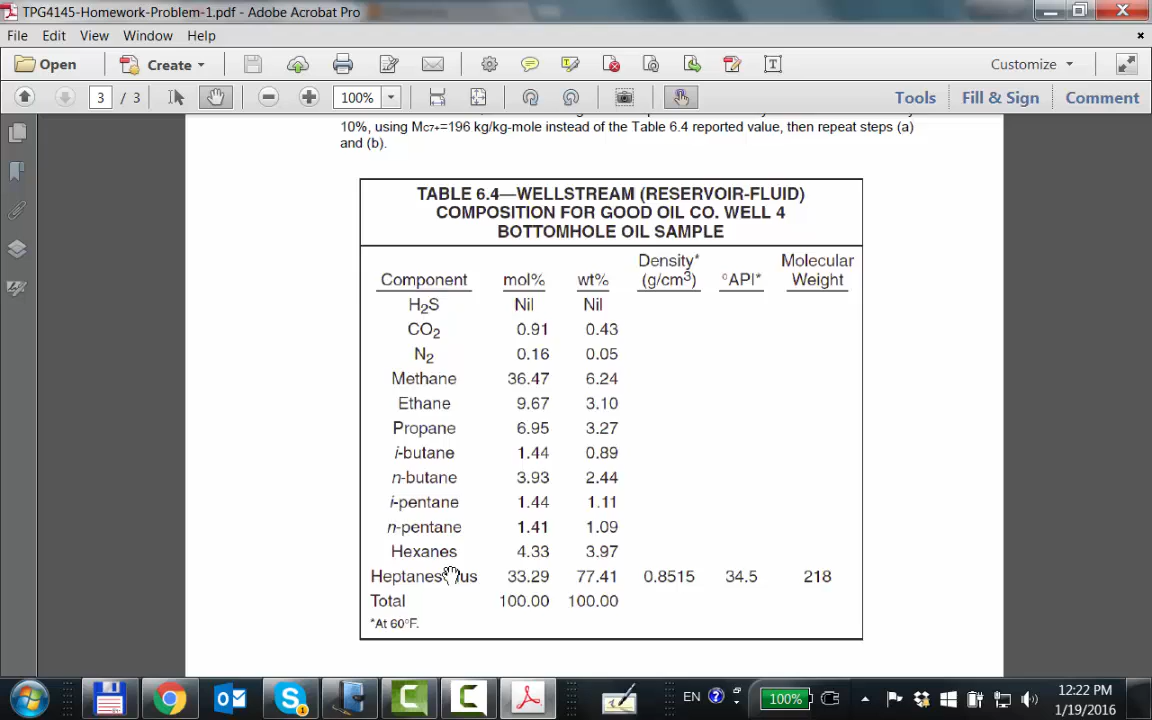 TPG4145-Homework-Problem-1.pdf - Adobe Acrobat Pro
File Edit View Window Help
Open Create Customize
3 / 3 100% Tools Fill & Sign Comment
10%, using MC7+=196 kg/kg-mole instead of the Table 6.4 reported value, then repeat steps (a)
and (b).
TABLE 6.4—WELLSTREAM (RESERVOIR-FLUID)
COMPOSITION FOR GOOD OIL CO. WELL 4
BOTTOMHOLE OIL SAMPLE
Density* Molecular
Component mol% wt% (g/cm3) °API* Weight
H2S Nil Nil
CO2 0.91 0.43
N2 0.16 0.05
Methane 36.47 6.24
Ethane 9.67 3.10
Propane 6.95 3.27
i-butane 1.44 0.89
n-butane 3.93 2.44
i-pentane 1.44 1.11
n-pentane 1.41 1.09
Hexanes 4.33 3.97
Heptanes 33.29 77.41 0.8515 34.5 218
Total 100.00 100.00
*At 60°F.
EN 100% 12:22 PM
1/19/2016